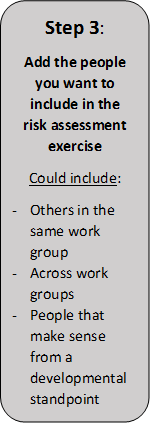 Step 3:
Add the people
you want to
include in the
risk assessment
exercise
Could include:
- Others in the
same work
group
- Across work
groups
- People that
make sense
from a
developmental
standpoint